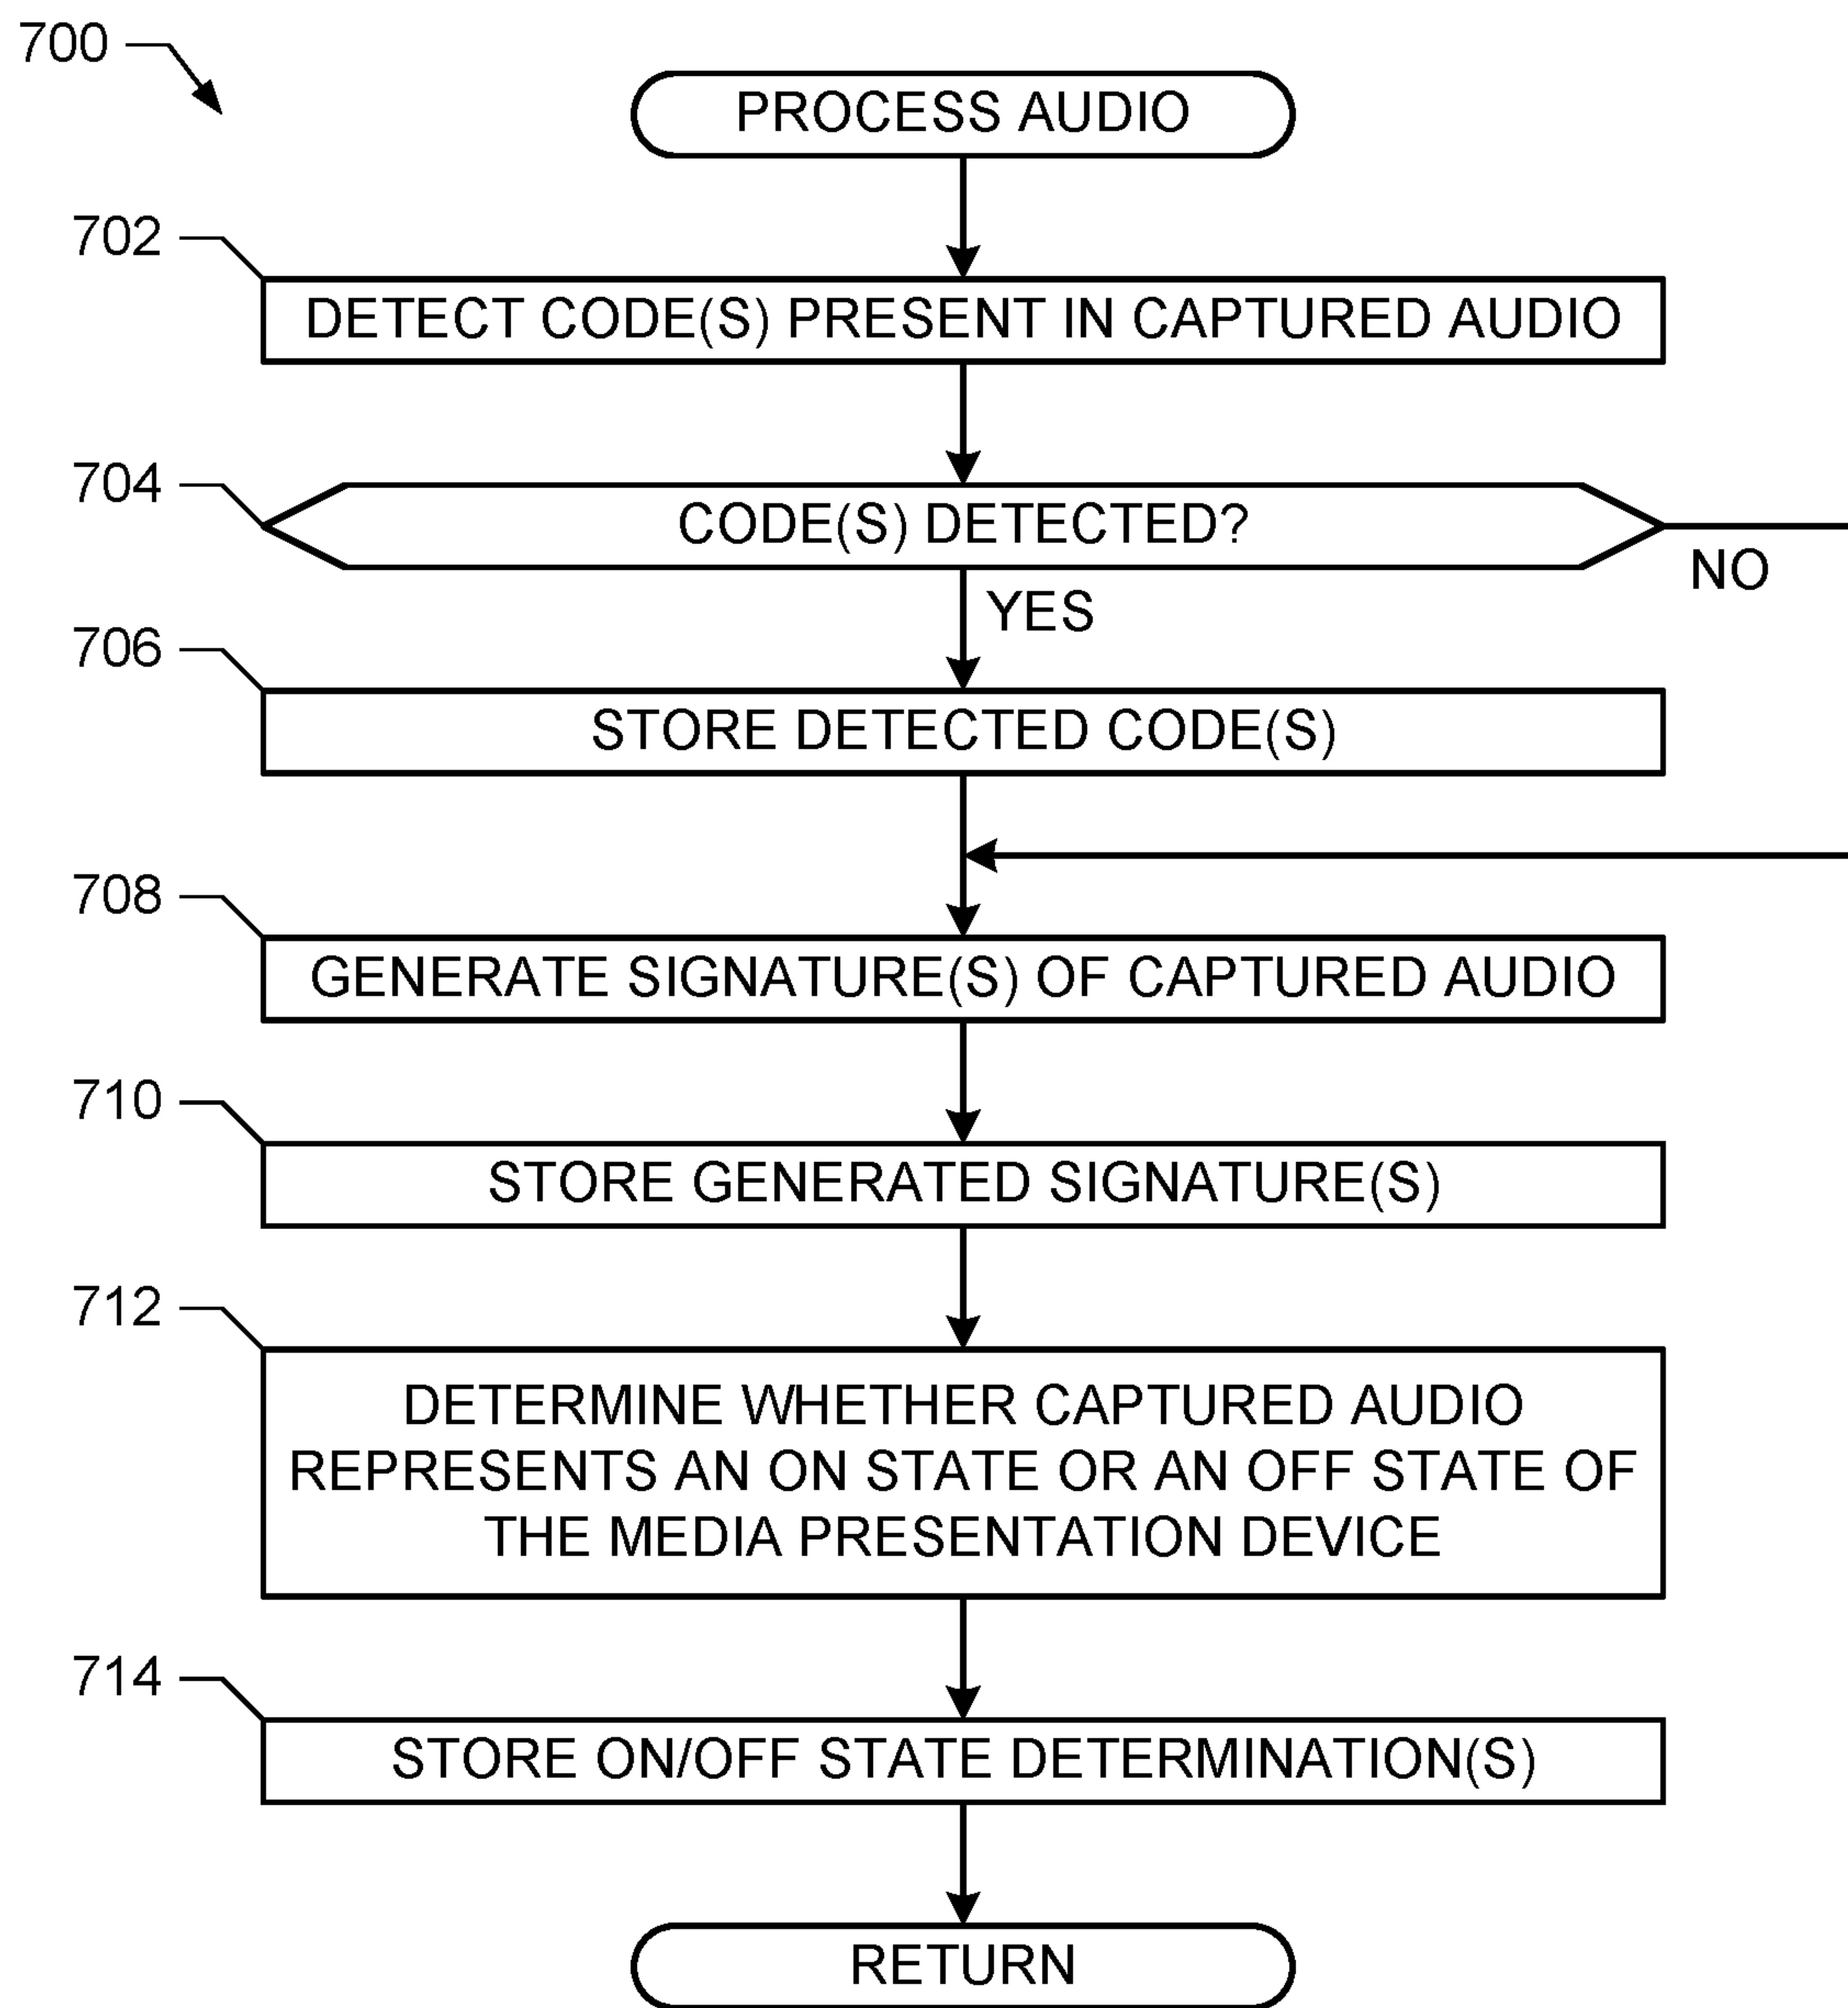 700
PROCESS AUDIO
702
DETECT CODE(S) PRESENT IN CAPTURED AUDIO
704
CODE(S) DETECTED?
NO
YES
706
STORE DETECTED CODE(S)
708
GENERATE SIGNATURE(S) OF CAPTURED AUDIO
710
STORE GENERATED SIGNATURE(S)
712
DETERMINE WHETHER CAPTURED AUDIO
REPRESENTS AN ON STATE OR AN OFF STATE OF
THE MEDIA PRESENTATION DEVICE
714
STORE ON/OFF STATE DETERMINATION(S)
RETURN